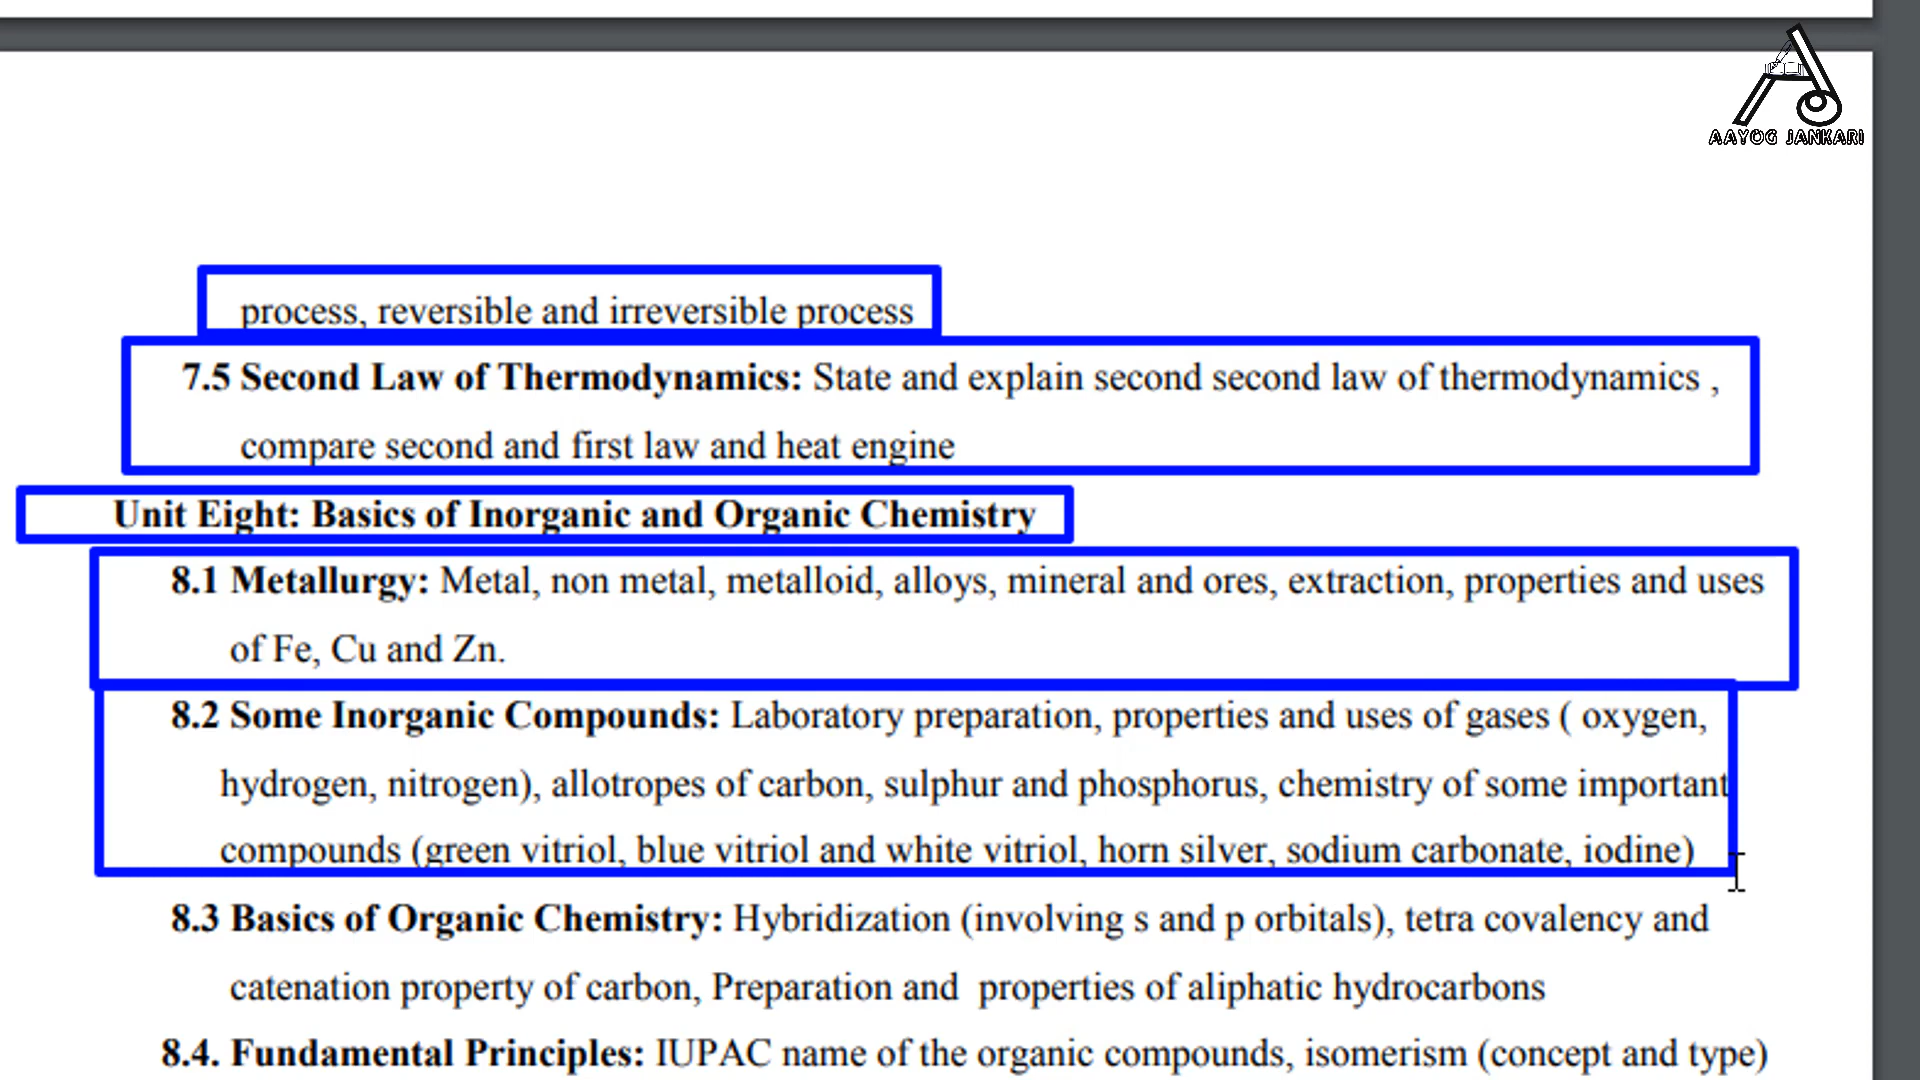 AAYOG JANKARI
process, reversible and irreversible process
7.5 Second Law of Thermodynamics: State and explain second second law of thermodynamics ,
compare second and first law and heat engine
Unit Eight: Basics of Inorganic and Organic Chemistry
8.1 Metallurgy: Metal, non metal, metalloid, alloys, mineral and ores, extraction, properties and uses
of Fe, Cu and Zn.
8.2 Some Inorganic Compounds: Laboratory preparation, properties and uses of gases ( oxygen,
hydrogen, nitrogen), allotropes of carbon, sulphur and phosphorus, chemistry of some important
compounds (green vitriol, blue vitriol and white vitriol, horn silver, sodium carbonate, iodine)
8.3 Basics of Organic Chemistry: Hybridization (involving s and p orbitals), tetra covalency and
catenation property of carbon, Preparation and properties of aliphatic hydrocarbons
8.4. Fundamental Principles: IUPAC name of the organic compounds, isomerism (concept and type)